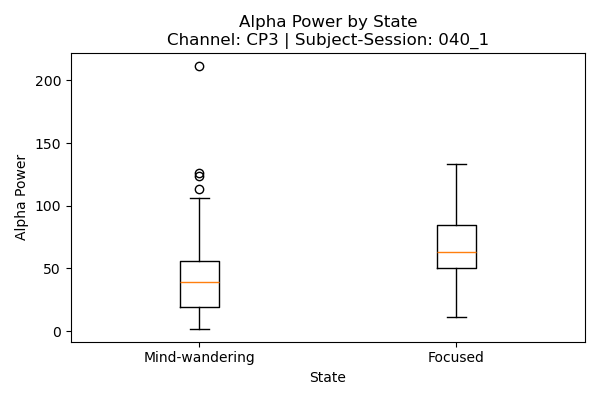 Alpha Power by State
Channel: CP3 | Subject-Session: 040_1
200
150
100
50
0
Alpha Power
Mind-wandering
Focused
State